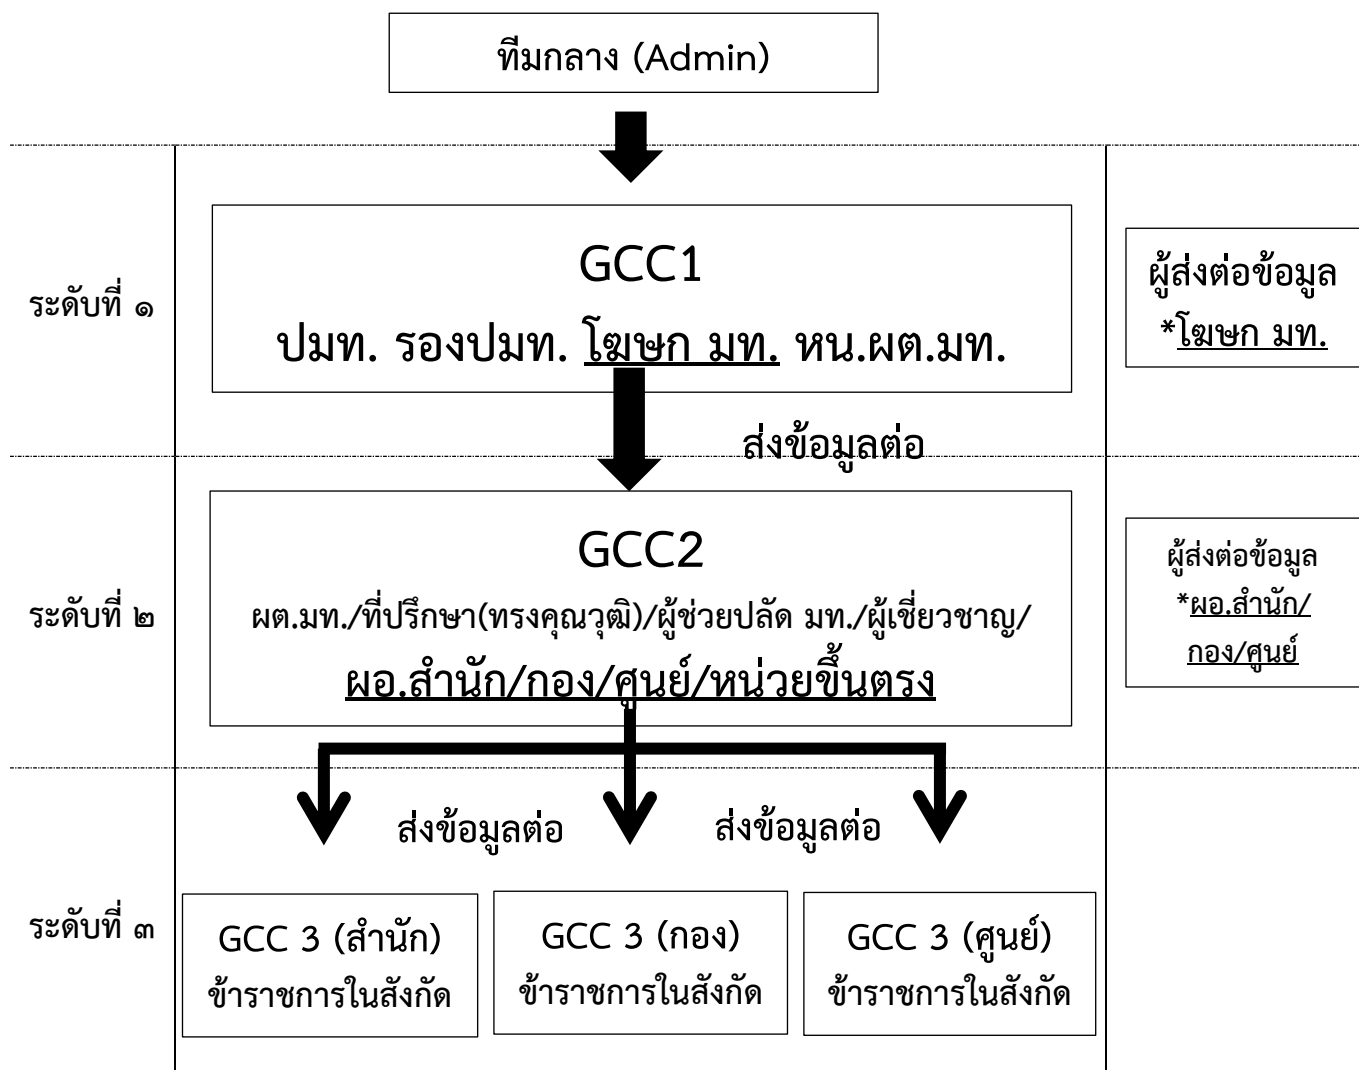 ทีมกลาง (Admin)
ระดับที่ ๑
GCC1
ปมท. รองปมท. โฆษก มท. หน.ผต.มท.
ผู้ส่งต่อข้อมูล
*โฆษก มท.
ส่งข้อมูลต่อ
ระดับที่ ๒
GCC2
ผต.มท./ที่ปรึกษา(ทรงคุณวุฒิ)/ผู้ช่วยปลัด มท./ผู้เชี่ยวชาญ/
ผอ.สำนัก/กอง/ศูนย์/หน่วยขึ้นตรง
ผู้ส่งต่อข้อมูล
*ผอ.สำนัก/
กอง/ศูนย์
ส่งข้อมูลต่อ
ส่งข้อมูลต่อ
ระดับที่ ๓
GCC 3 (สำนัก)
ข้าราชการในสังกัด
GCC 3 (กอง)
ข้าราชการในสังกัด
GCC 3 (ศูนย์)
ข้าราชการในสังกัด